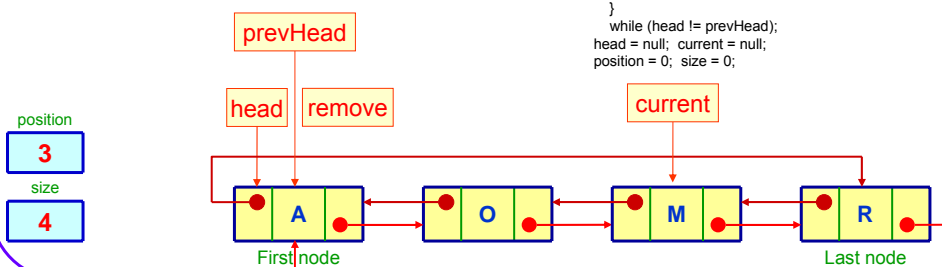 }
while (head != prevHead);
head = null;  current = null;
position = 0;  size = 0;
prevHead
head
remove
current
position
3
size
4
A
O
M
R
First node
Last node